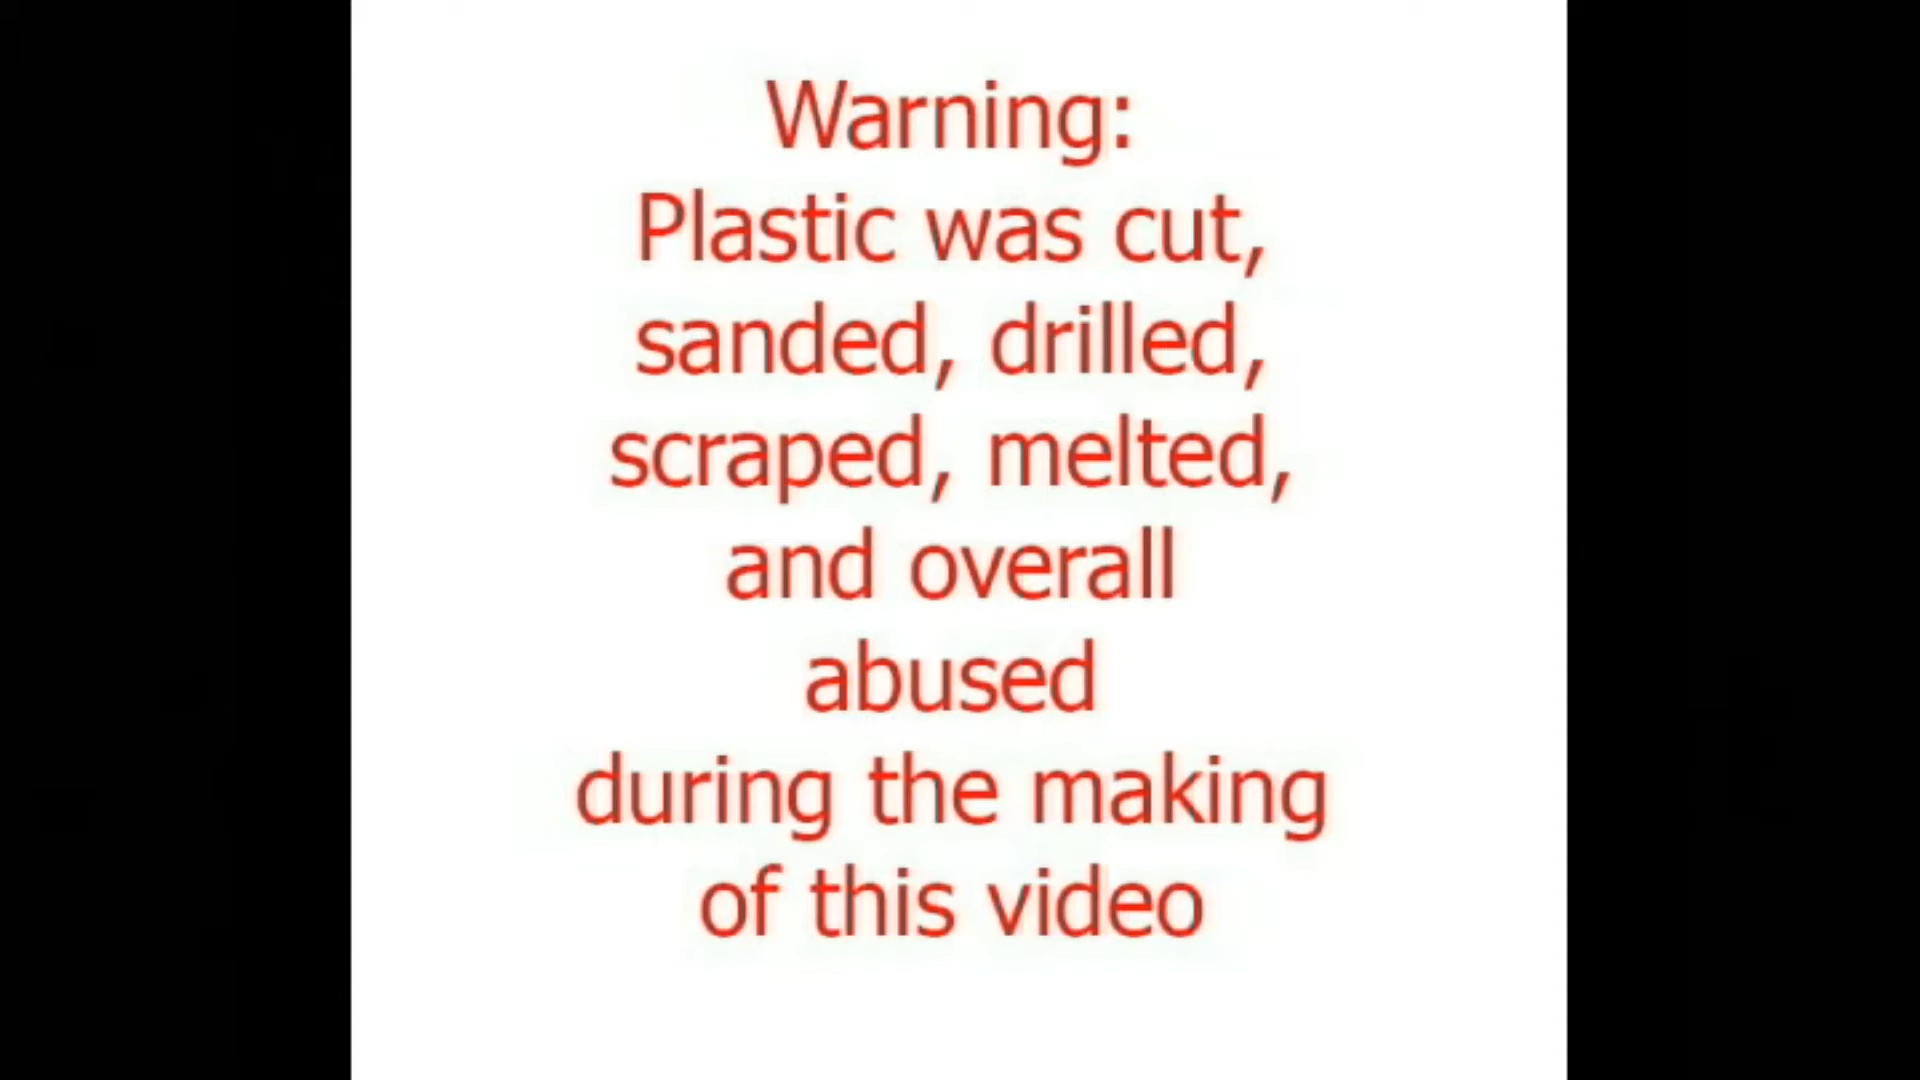 Warning:
Plastic was cut,
sanded, drilled,
scraped, melted,
and overall
abused
during the making
of this video